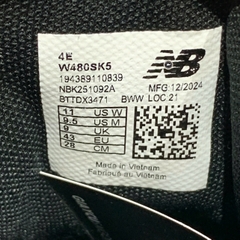 4E
W480SK5
194389110839
NBK251092A MFG:12/2024
BTTDX3471 BWW LOC 21
11 US W
9.5 US M
9 UK
43 EU
28 CM
Made in Vietnam
Fabriqué au Vietnam